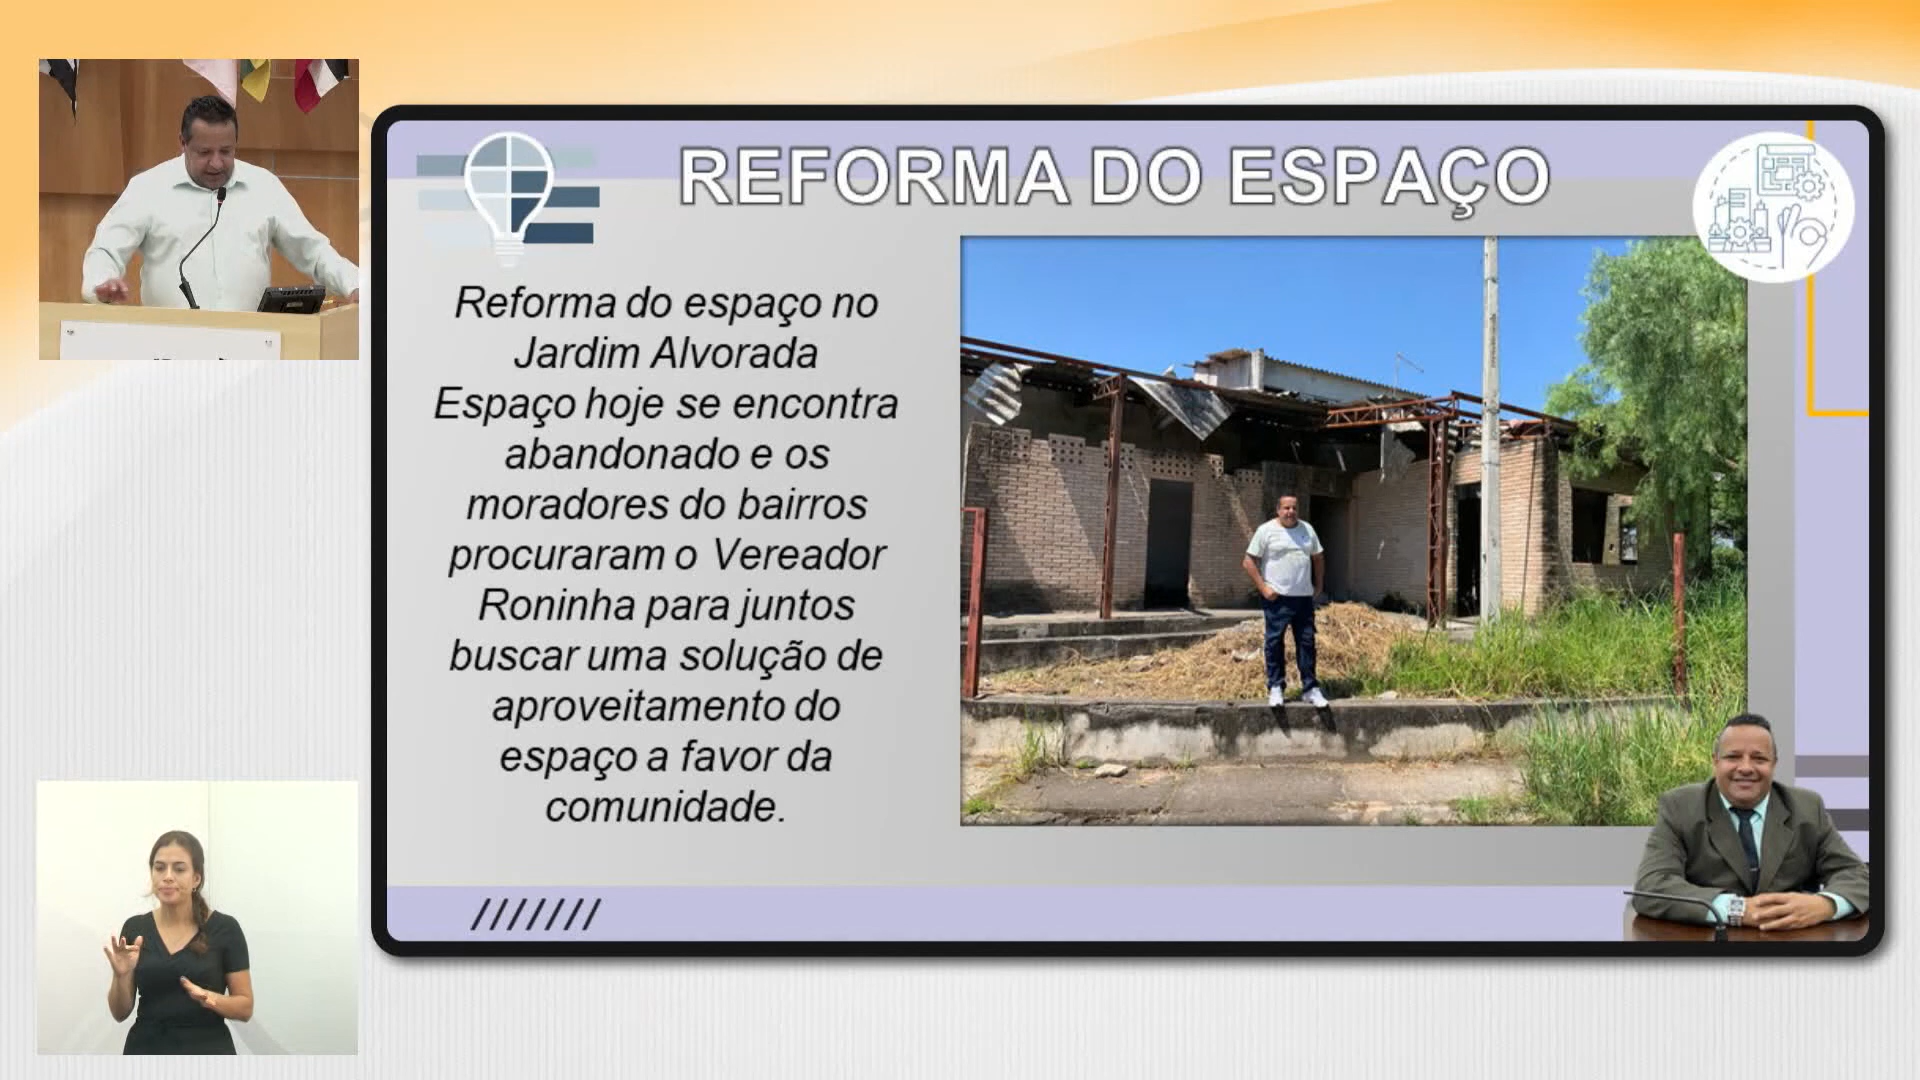 REFORMA DO ESPAÇO
Reforma do espaço no
Jardim Alvorada
Espaço hoje se encontra
abandonado e os
moradores do bairros
procuraram o Vereador
Roninha para juntos
buscar uma solução de
aproveitamento do
espaço a favor da
comunidade.